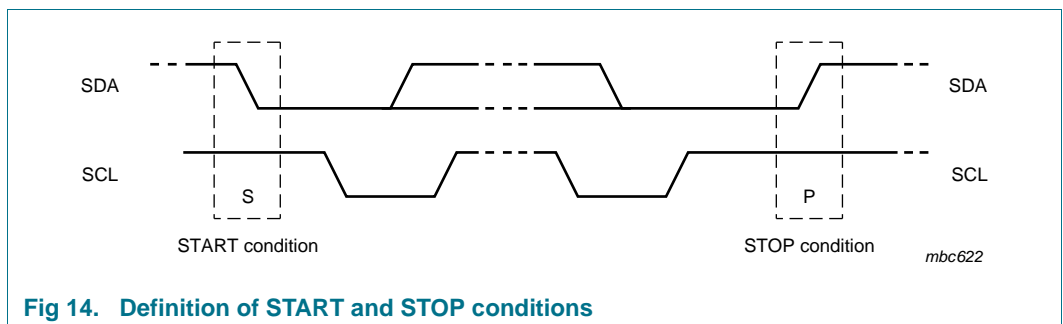 SDA SDA
SCL SCL
S P
START condition STOP condition
mbc622
Fig 14. Definition of START and STOP conditions